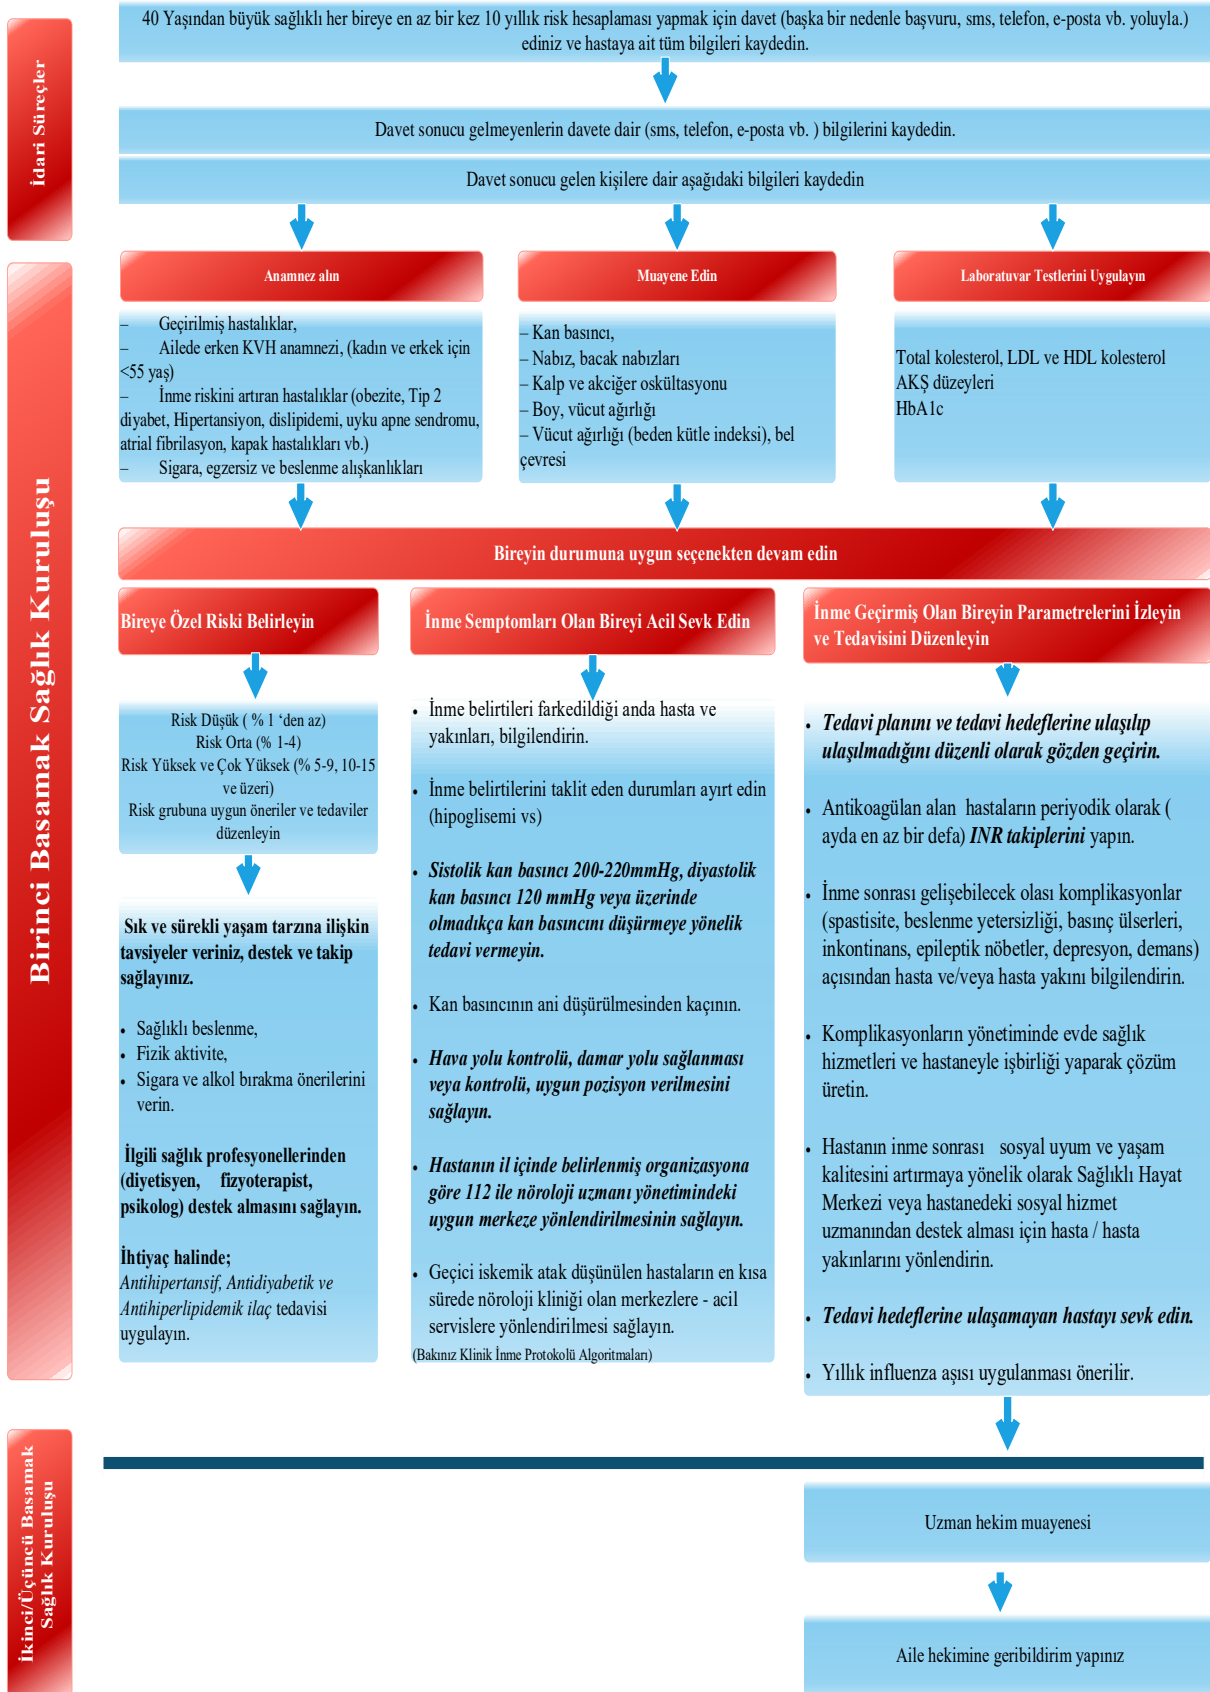 İdari Süreçler
40 Yaşından büyük sağlıklı her bireye en az bir kez 10 yıllık risk hesaplaması yapmak için davet (başka bir nedenle başvuru, sms, telefon, e-posta vb. yoluyla.)
ediniz ve hastaya ait tüm bilgileri kaydedin.
Davet sonucu gelmeyenlerin davete dair (sms, telefon, e-posta vb. ) bilgilerini kaydedin.
Davet sonucu gelen kişilere dair aşağıdaki bilgileri kaydedin
Birinci Basamak Sağlık Kuruluşu
Anamnez alın
– Geçirilmiş hastalıklar,
– Ailede erken KVH anamnezi, (kadın ve erkek için
<55 yaş)
– İnme riskini artıran hastalıklar (obezite, Tip 2
diyabet, Hipertansiyon, dislipidemi, uyku apne sendromu,
atrial fibrilasyon, kapak hastalıkları vb.)
– Sigara, egzersiz ve beslenme alışkanlıkları
Muayene Edin
– Kan basıncı,
– Nabız, bacak nabızları
– Kalp ve akciğer oskültasyonu
– Boy, vücut ağırlığı
– Vücut ağırlığı (beden kütle indeksi), bel
çevresi
Laboratuvar Testlerini Uygulayın
Total kolesterol, LDL ve HDL kolesterol
AKŞ düzeyleri
HbA1c
Bireyin durumuna uygun seçenekten devam edin
Bireye Özel Riski Belirleyin
Risk Düşük ( % 1 ‘den az)
Risk Orta (% 1-4)
Risk Yüksek ve Çok Yüksek (% 5-9, 10-15
ve üzeri)
Risk grubuna uygun öneriler ve tedaviler
düzenleyin
Sık ve sürekli yaşam tarzına ilişkin
tavsiyeler veriniz, destek ve takip
sağlayınız.
• Sağlıklı beslenme,
• Fizik aktivite,
• Sigara ve alkol bırakma önerilerini
verin.
İlgili sağlık profesyonellerinden
(diyetisyen, fizyoterapist,
psikolog) destek almasını sağlayın.
İhtiyaç halinde;
Antihipertansif, Antidiyabetik ve
Antihiperlipidemik ilaç tedavisi
uygulayın.
İnme Semptomları Olan Bireyi Acil Sevk Edin
• İnme belirtileri farkedildiği anda hasta ve
yakınları, bilgilendirin.
• İnme belirtilerini taklit eden durumları ayırt edin
(hipoglisemi vs)
• Sistolik kan basıncı 200-220mmHg, diyastolik
kan basıncı 120 mmHg veya üzerinde
olmadıkça kan basıncını düşürmeye yönelik
tedavi vermeyin.
• Kan basıncının ani düşürülmesinden kaçının.
• Hava yolu kontrolü, damar yolu sağlanması
veya kontrolü, uygun pozisyon verilmesini
sağlayın.
• Hastanın il içinde belirlenmiş organizasyona
göre 112 ile nöroloji uzmanı yönetimindeki
uygun merkeze yönlendirilmesinin sağlayın.
• Geçici iskemik atak düşünülen hastaların en kısa
sürede nöroloji kliniği olan merkezlere - acil
servislere yönlendirilmesi sağlayın.
(Bakınız Klinik İnme Protokolü Algoritmaları)
İnme Geçirmiş Olan Bireyin Parametrelerini İzleyin
ve Tedavisini Düzenleyin
• Tedavi planını ve tedavi hedeflerine ulaşılıp
ulaşılmadığını düzenli olarak gözden geçirin.
• Antikoagülan alan hastaların periyodik olarak (
ayda en az bir defa) INR takiplerini yapın.
• İnme sonrası gelişebilecek olası komplikasyonlar
(spastisite, beslenme yetersizliği, basınç ülserleri,
inkontinans, epileptik nöbetler, depresyon, demans)
açısından hasta ve/veya hasta yakını bilgilendirin.
• Komplikasyonların yönetiminde evde sağlık
hizmetleri ve hastaneyle işbirliği yaparak çözüm
üretin.
• Hastanın inme sonrası sosyal uyum ve yaşam
kalitesini artırmaya yönelik olarak Sağlıklı Hayat
Merkezi veya hastanedeki sosyal hizmet
uzmanından destek alması için hasta / hasta
yakınlarını yönlendirin.
• Tedavi hedeflerine ulaşamayan hastayı sevk edin.
• Yıllık influenza aşısı uygulanması önerilir.
İkinci/Üçüncü Basamak
Sağlık Kuruluşu
Uzman hekim muayenesi
Aile hekimine geribildirim yapınız